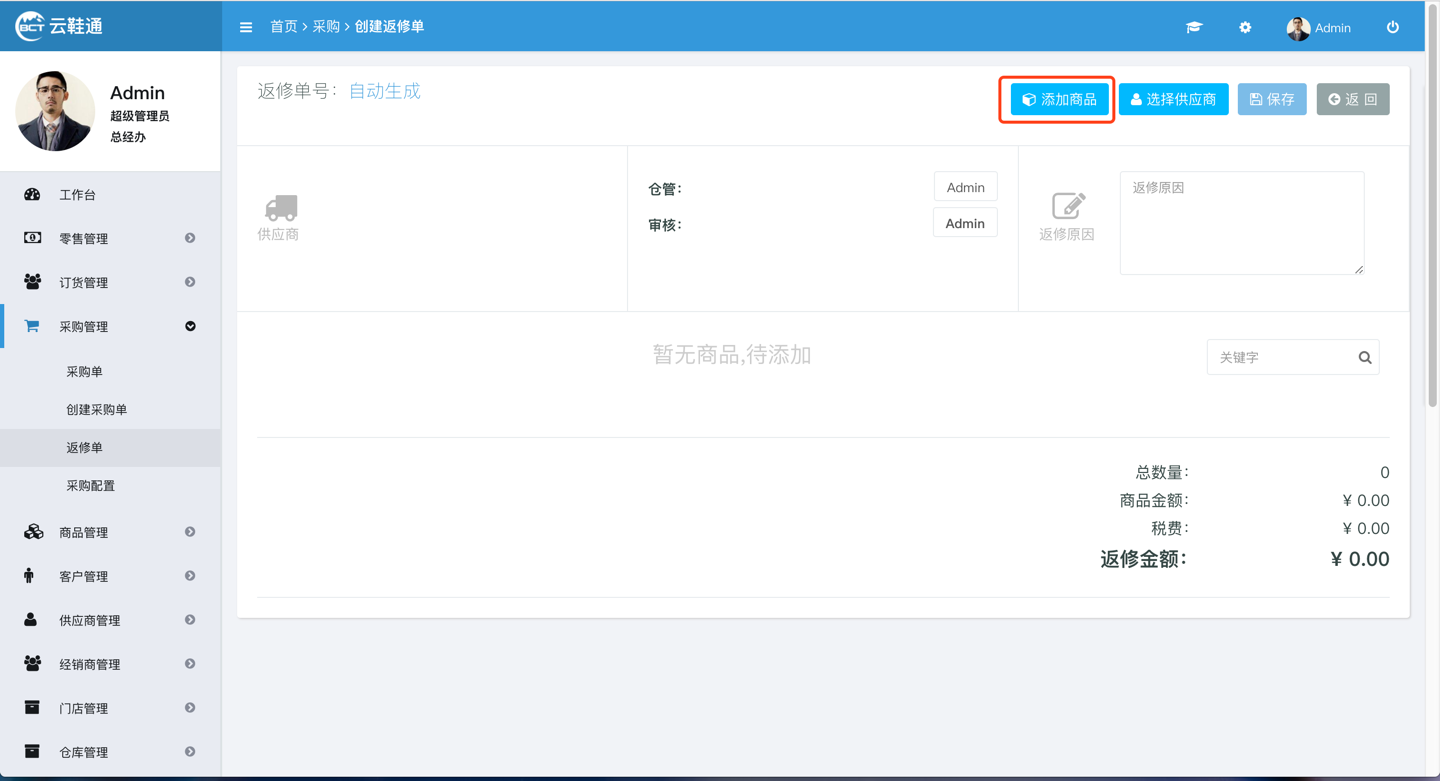 BCT 云鞋通
首页 > 采购 > 创建返修单
Admin
Admin
超级管理员
总经办
工作台
零售管理
订货管理
采购管理
采购单
创建采购单
返修单
采购配置
商品管理
客户管理
供应商管理
经销商管理
门店管理
仓库管理
返修单号: 自动生成
添加商品
选择供应商
保存
返 回
供应商
仓管: Admin
审核: Admin
返修原因
返修原因
暂无商品,待添加
关键字
总数量: 0
商品金额: ¥ 0.00
税费: ¥ 0.00
返修金额: ¥ 0.00